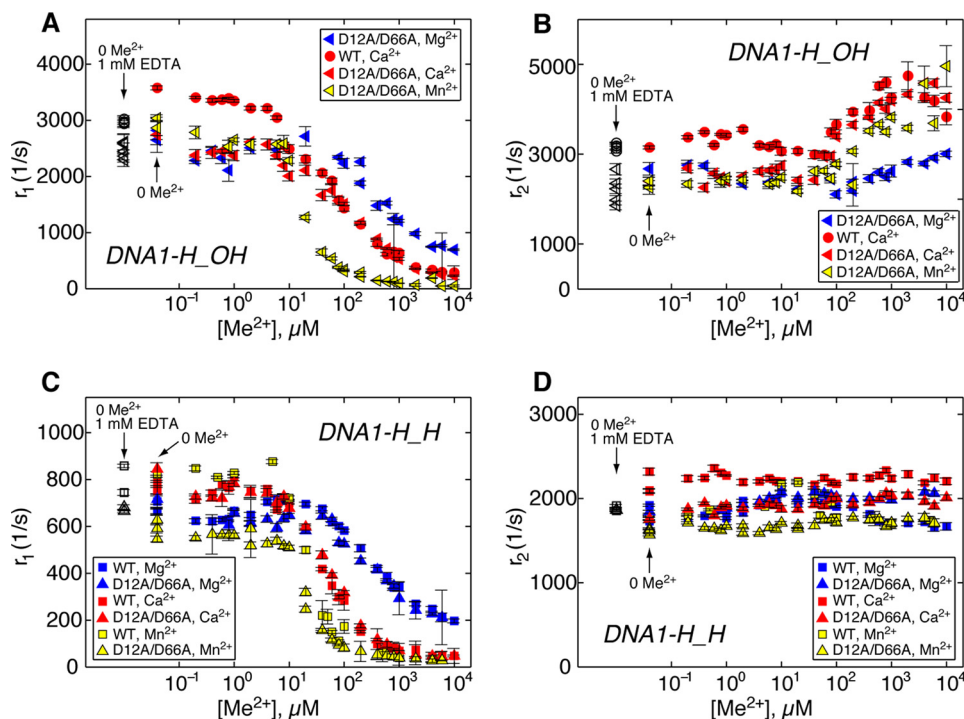 A
0 Me²⁺
1 mM EDTA
D12A/D66A, Mg²⁺
WT, Ca²⁺
D12A/D66A, Ca²⁺
D12A/D66A, Mn²⁺
r₁ (1/s)
4000
3000
2000
1000
0
0 Me²⁺
DNA1-H_OH
10⁻¹ 10⁰ 10¹ 10² 10³ 10⁴
[Me²⁺], µM
B
0 Me²⁺
1 mM EDTA
DNA1-H_OH
r₂ (1/s)
5000
3000
1000
0
0 Me²⁺
D12A/D66A, Mg²⁺
WT, Ca²⁺
D12A/D66A, Ca²⁺
D12A/D66A, Mn²⁺
10⁻¹ 10⁰ 10¹ 10² 10³ 10⁴
[Me²⁺], µM
C
0 Me²⁺
1 mM EDTA
0 Me²⁺
DNA1-H_H
r₁ (1/s)
1000
800
600
400
200
0
WT, Mg²⁺
D12A/D66A, Mg²⁺
WT, Ca²⁺
D12A/D66A, Ca²⁺
WT, Mn²⁺
D12A/D66A, Mn²⁺
10⁻¹ 10⁰ 10¹ 10² 10³ 10⁴
[Me²⁺], µM
D
0 Me²⁺
1 mM EDTA
r₂ (1/s)
3000
2000
1000
0
0 Me²⁺
DNA1-H_H
WT, Mg²⁺
D12A/D66A, Mg²⁺
WT, Ca²⁺
D12A/D66A, Ca²⁺
WT, Mn²⁺
D12A/D66A, Mn²⁺
10⁻¹ 10⁰ 10¹ 10² 10³ 10⁴
[Me²⁺], µM